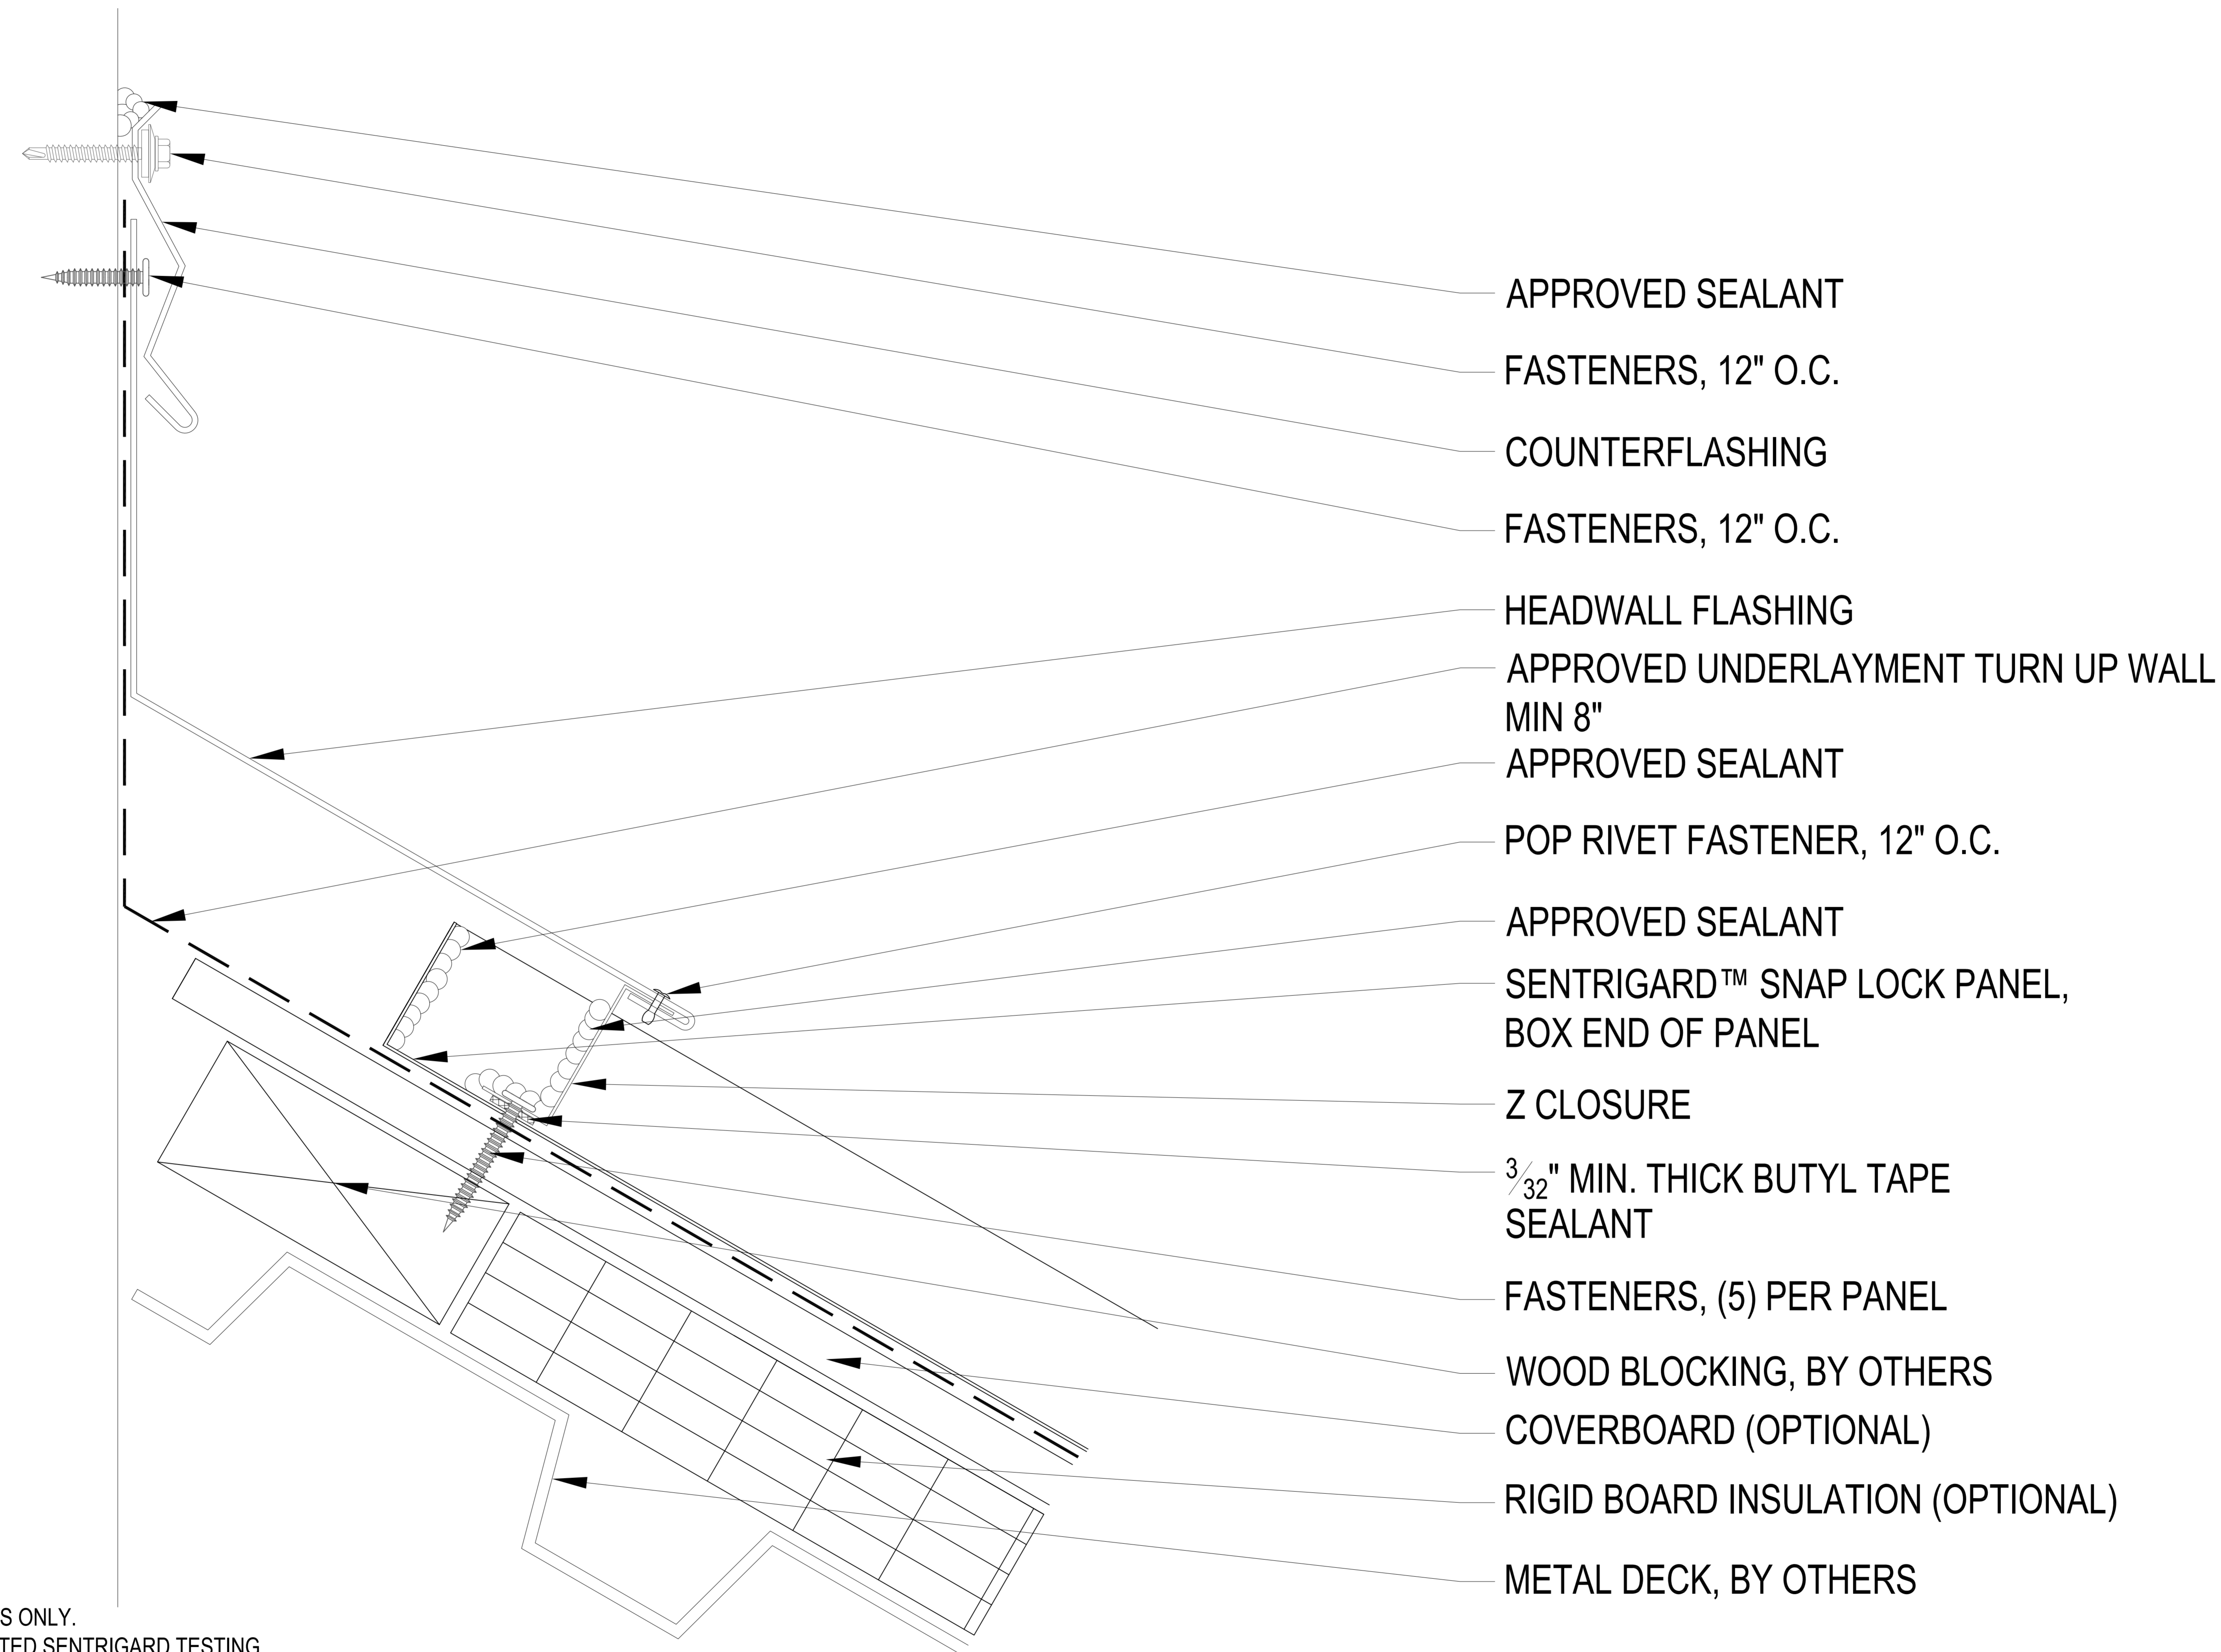 APPROVED SEALANT
FASTENERS, 12" O.C.
COUNTERFLASHING
FASTENERS, 12" O.C.
HEADWALL FLASHING
APPROVED UNDERLAYMENT TURN UP WALL
MIN 8"
APPROVED SEALANT
POP RIVET FASTENER, 12" O.C.
APPROVED SEALANT
SENTRIGARD™ SNAP LOCK PANEL,
BOX END OF PANEL
Z CLOSURE
3/32" MIN. THICK BUTYL TAPE
SEALANT
FASTENERS, (5) PER PANEL
WOOD BLOCKING, BY OTHERS
COVERBOARD (OPTIONAL)
RIGID BOARD INSULATION (OPTIONAL)
METAL DECK, BY OTHERS
ONLY.
SENTRIGARD TESTING